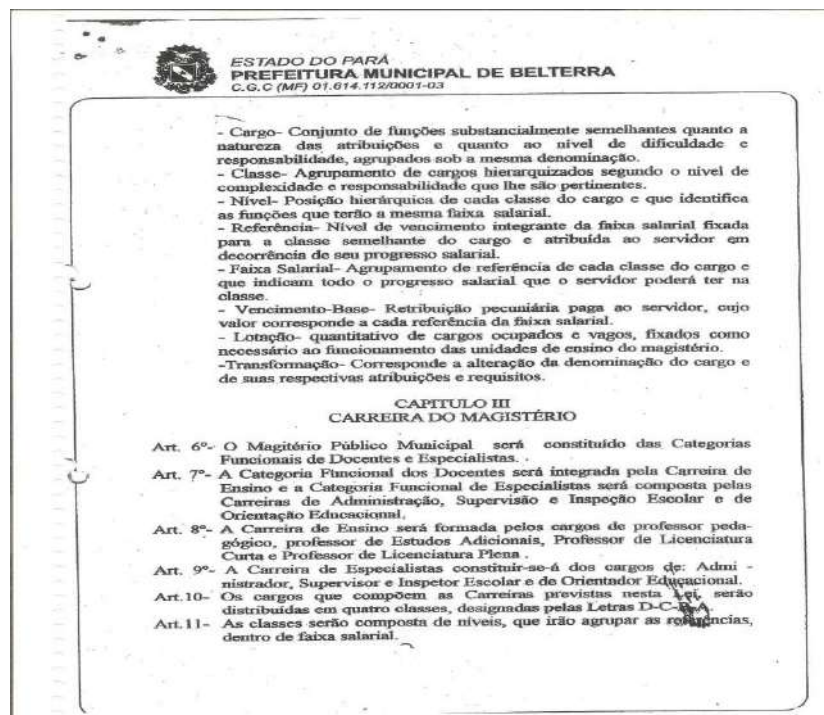 ESTADO DO PARÁ
PREFEITURA MUNICIPAL DE BELTERRA
C.G.C (MF) 01.614.112/0001-03
- Cargo- Conjunto de funções substancialmente semelhantes quanto a
natureza das atribuições e quanto ao nivel de dificuldade e
responsabilidade, agrupados sob a mesma denominação.
- Classe- Agrupamento de cargos hierarquizados segundo o nivel de
complexidade e responsabilidade que lhe são pertinentes.
- Nível- Posição hierárquica de cada classe do cargo e que identifica
as funções que terão a mesma faixa salarial.
- Referência- Nível de vencimento integrante da faixa salarial fixada
para a classe semelhante do cargo e atribuída ao servidor em
decorrência de seu progresso salarial.
- Faixa Salarial- Agrupamento de referência de cada classe do cargo e
que indicam todo o progresso salarial que o servidor poderá ter na
classe.
- Vencimento-Base- Retribuição pecuniária paga ao servidor, cujo
valor corresponde a cada referência da faixa salarial.
- Lotação- quantitativo de cargos ocupados e vagos, fixados como
necessário ao funcionamento das unidades de ensino do magistério.
-Transformação- Corresponde a alteração da denominação do cargo e
de suas respectivas atribuições e requisitos.
CAPITULO III
CARREIRA DO MAGISTÉRIO
Art. 6º- O Magitério Público Municipal será constituído das Categorias
Funcionais de Docentes e Especialistas. .
Art. 7º- A Categoria Funcional dos Docentes será integrada pela Carreira de
Ensino e a Categoria Funcional de Especialistas será composta pelas
Carreiras de Administração, Supervisão e Inspeção Escolar e de
Orientação Educacional.
Art. 8º- A Carreira de Ensino será formada pelos cargos de professor peda-
gógico, professor de Estudos Adicionais, Professor de Licenciatura
Curta e Professor de Licenciatura Plena .
Art. 9º- A Carreira de Especialistas constituir-se-á dos cargos de: Admi -
nistrador, Supervisor e Inspetor Escolar e de Orientador Educacional.
Art.10- Os cargos que compõem as Carreiras previstas nesta Lei, serão
distribuídas em quatro classes, designadas pelas Letras D-C-B-A.
Art.11- As classes serão composta de níveis, que irão agrupar as referências,
dentro de faixa salarial.